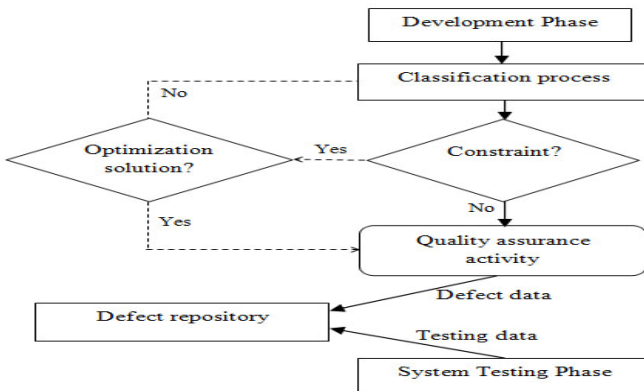 Development Phase
Classification process
No
Optimization
solution?
Yes
Constraint?
No
Yes
Quality assurance
activity
Defect data
Defect repository
Testing data
System Testing Phase